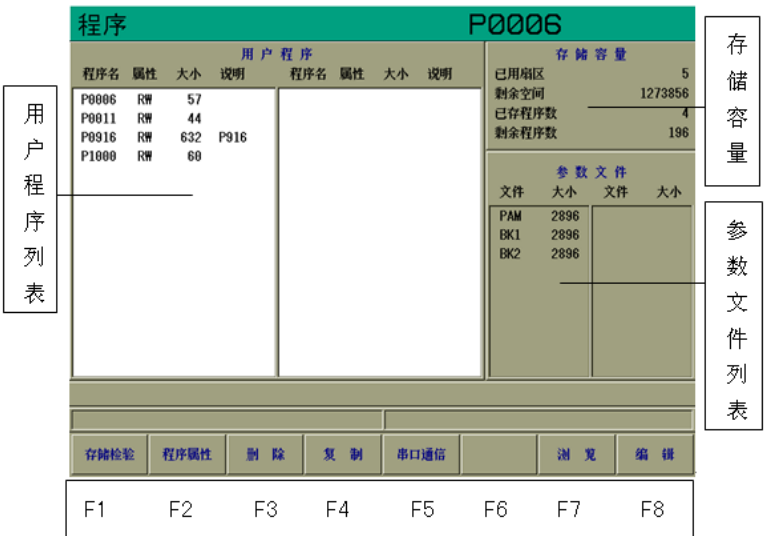 程序 P0006
用户程序
程序名 属性 大小 说明 程序名 属性 大小 说明
P0006 RW 57
P0011 RW 44
P0916 RW 632 P916
P1000 RW 60
存储容量
已用扇区 5
剩余空间 1273856
已存程序数 4
剩余程序数 196
参数文件
文件 大小 文件 大小
PAM 2896
BK1 2896
BK2 2896
存储检验 程序属性 删除 复制 串口通信 浏览 编辑
F1 F2 F3 F4 F5 F6 F7 F8
用户程序列表
存储容量
参数文件列表